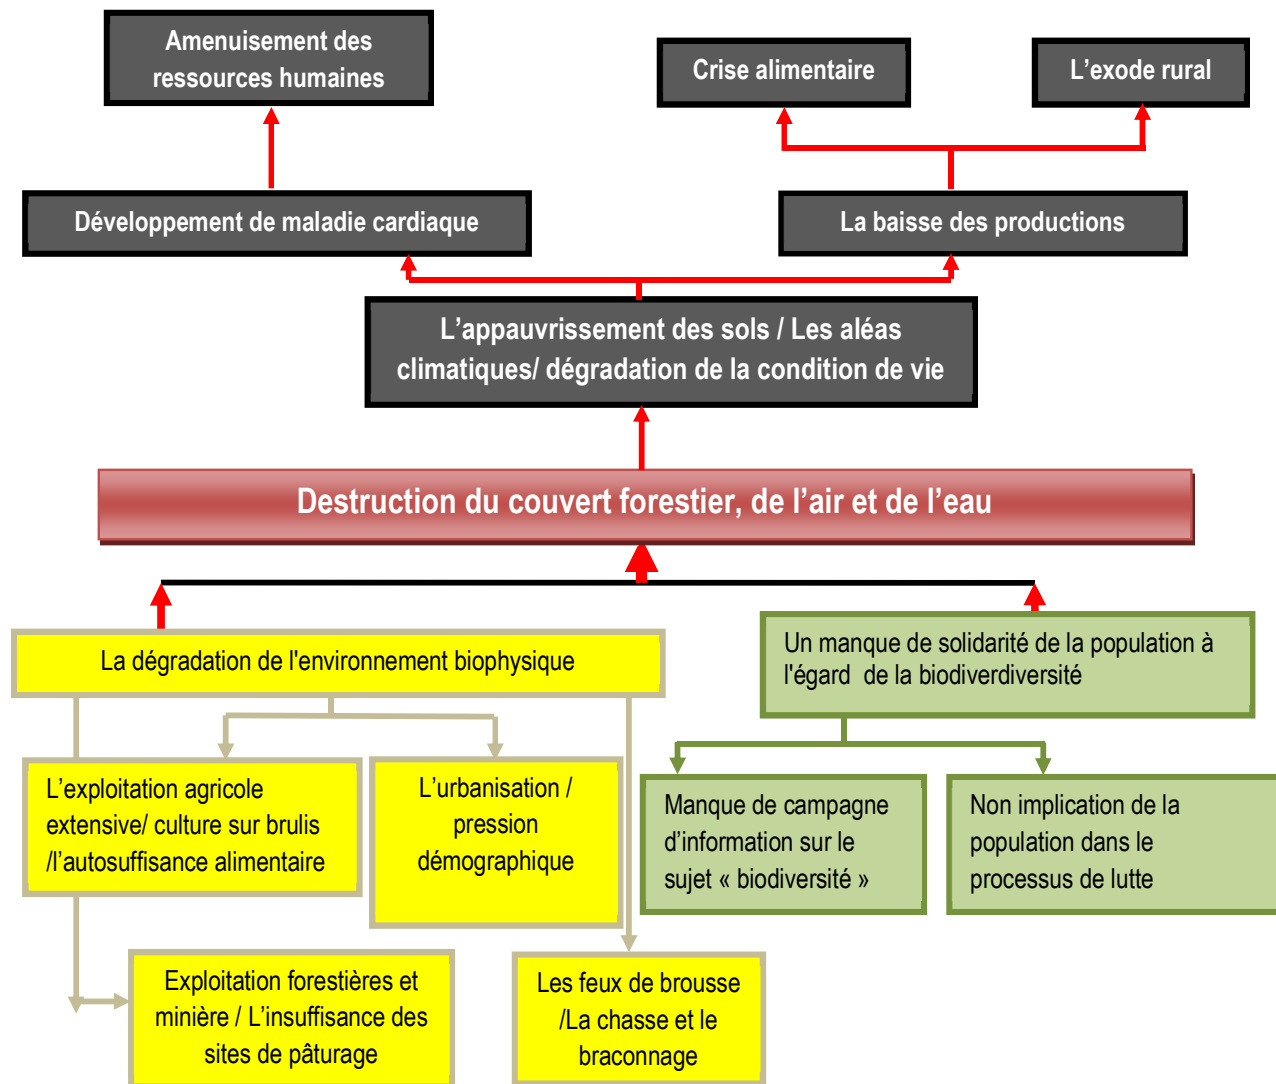 Amenuisement des
ressources humaines
Crise alimentaire
L’exode rural
Développement de maladie cardiaque
La baisse des productions
L’appauvrissement des sols / Les aléas
climatiques/ dégradation de la condition de vie
Destruction du couvert forestier, de l’air et de l’eau
La dégradation de l'environnement biophysique
Un manque de solidarité de la population à
l'égard de la biodiverdiversité
L’exploitation agricole
extensive/ culture sur brulis
/l’autosuffisance alimentaire
L’urbanisation /
pression
démographique
Manque de campagne
d’information sur le
sujet « biodiversité »
Non implication de la
population dans le
processus de lutte
Exploitation forestières et
minière / L’insuffisance des
sites de pâturage
Les feux de brousse
/La chasse et le
braconnage